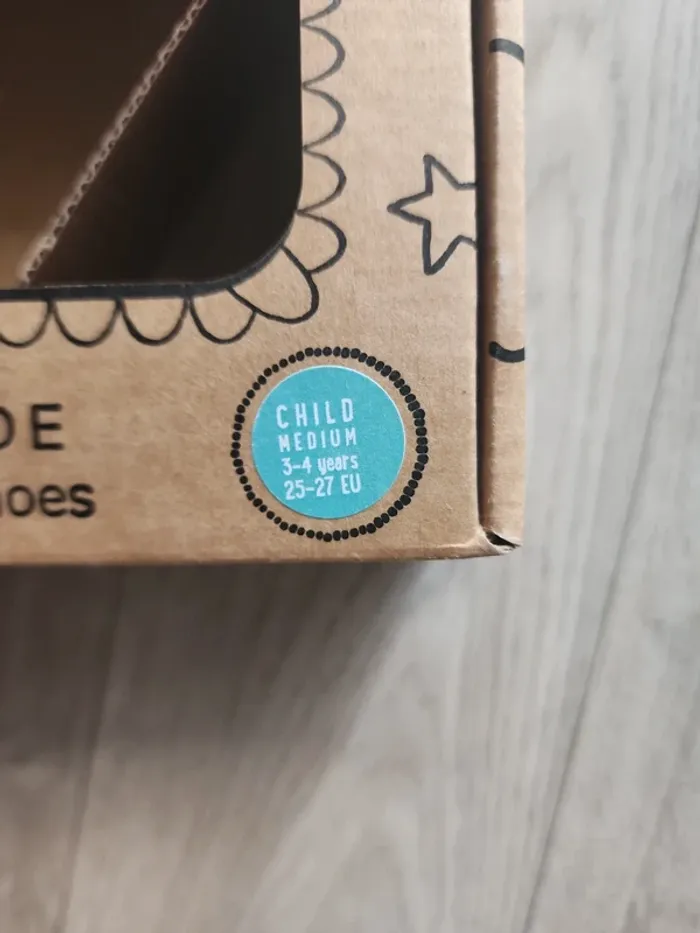 CHILD
MEDIUM
3-4 years
25-27 EU